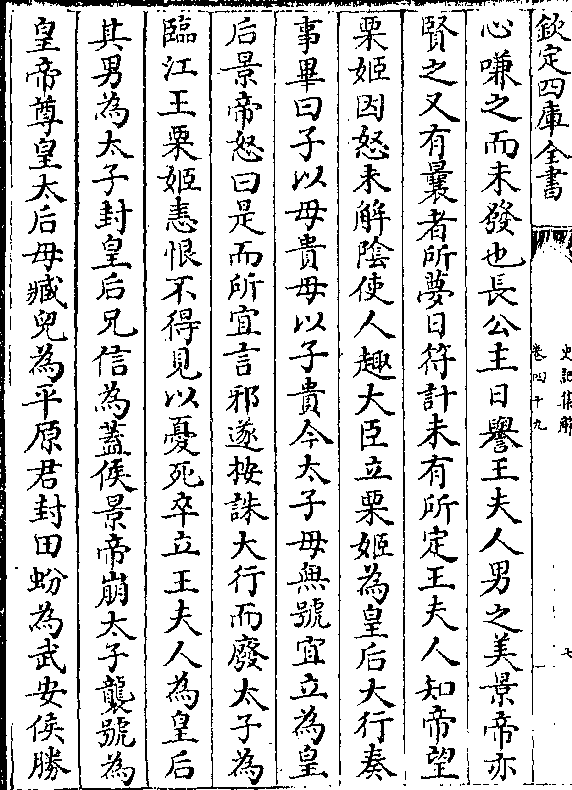 欽定四庫全書
史記集解
卷四十九
七
心嗛之而未發也長公主日譽王夫人男之美景帝亦
賢之又有曩者所夢日符計未有所定王夫人知帝望
栗姬因怒未解陰使人趣大臣立栗姬為皇后大行奏
事畢曰子以母貴母以子貴今太子母無號宜立為皇
后景帝怒曰是而所宜言邪遂按誅大行而廢太子為
臨江王栗姬恚恨不得見以憂死卒立王夫人為皇后
其男為太子封皇后兄信為蓋侯景帝崩太子襲號為
皇帝尊皇太后母臧兒為平原君封田蚡為武安侯勝